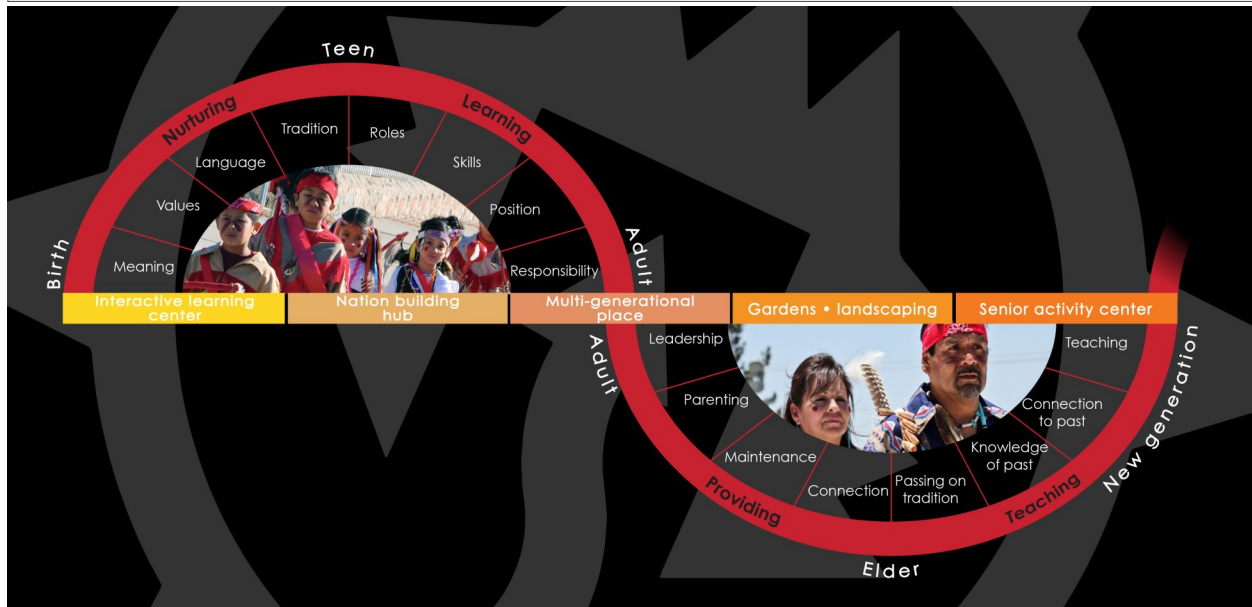 Teen
Nurturing
Learning
Tradition
Roles
Language
Skills
Values
Position
Meaning
Responsibility
Birth
Adult
Interactive learning
center
Nation building
hub
Multi-generational
place
Gardens • landscaping
Senior activity center
Adult
Leadership
Parenting
Maintenance
Connection
Passing on
tradition
Knowledge
of past
Connection
to past
Teaching
Providing
Teaching
Elder
New generation